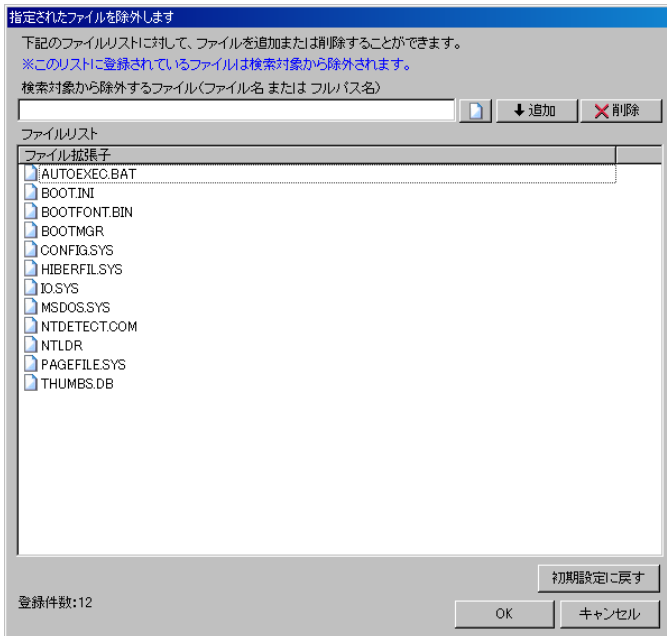 指定されたファイルを除外します
下記のファイルリストに対して、ファイルを追加または削除することができます。
※このリストに登録されているファイルは検索対象から除外されます。
検索対象から除外するファイル(ファイル名 または フルパス名)
追加 削除
ファイルリスト
ファイル拡張子
AUTOEXEC.BAT
BOOT.INI
BOOTFONT.BIN
BOOTMGR
CONFIG.SYS
HIBERFIL.SYS
IO.SYS
MSDOS.SYS
NTDETECT.COM
NTLDR
PAGEFILE.SYS
THUMBS.DB
初期設定に戻す
登録件数:12
OK キャンセル